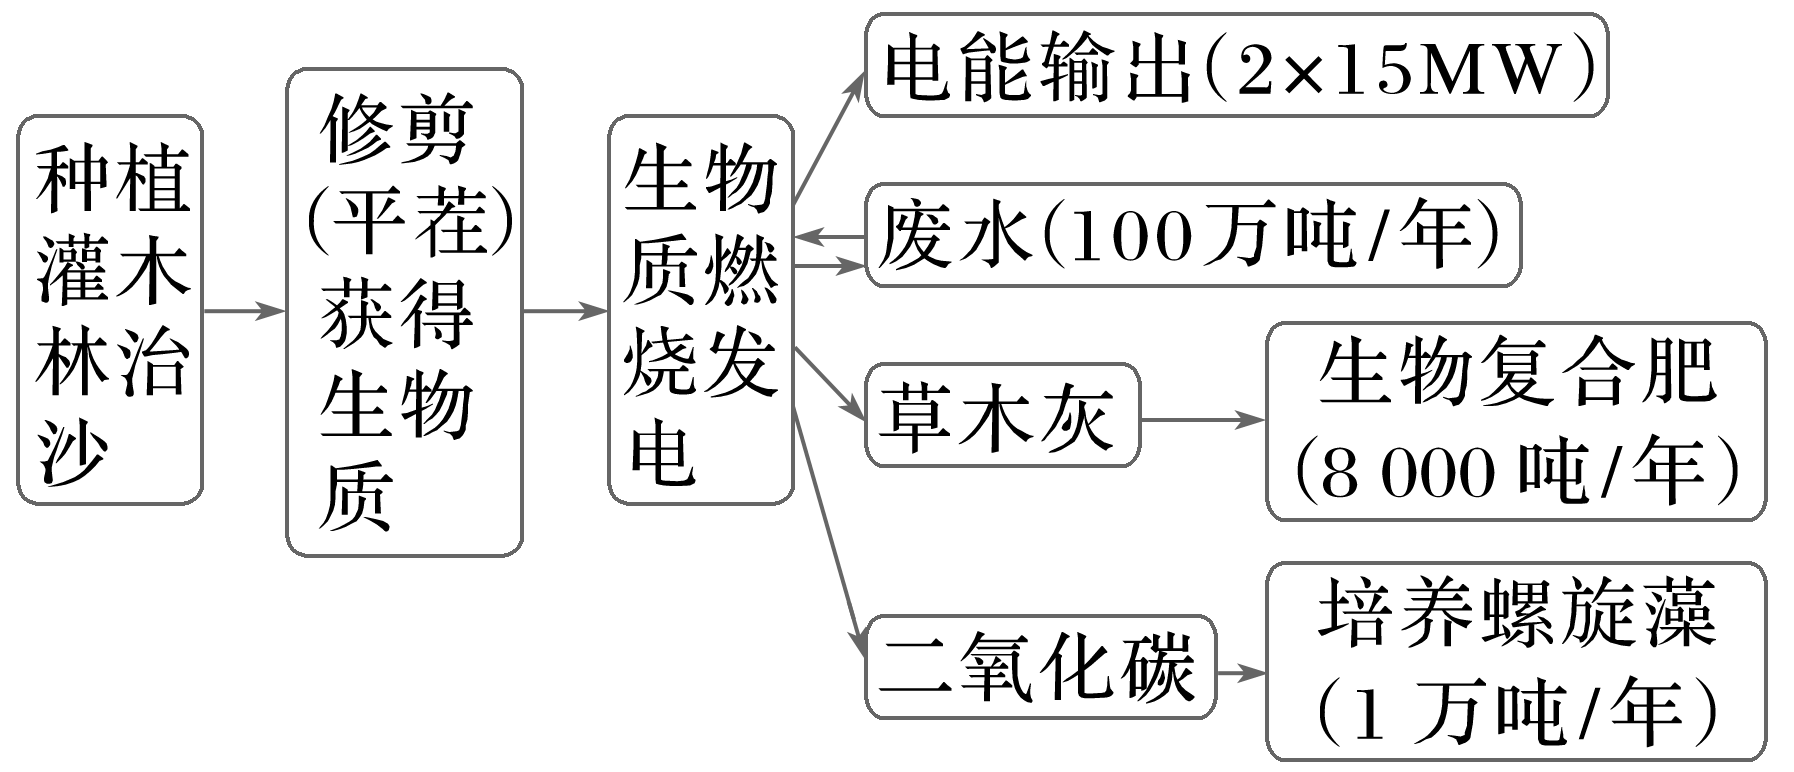 种植
灌木
林治
沙
修剪
(平茬)
获得
生物
质
生物
质燃
烧发
电
电能输出(2×15MW)
废水(100万吨/年)
草木灰
生物复合肥
(8 000 吨/年)
二氧化碳
培养螺旋藻
(1 万吨/年)